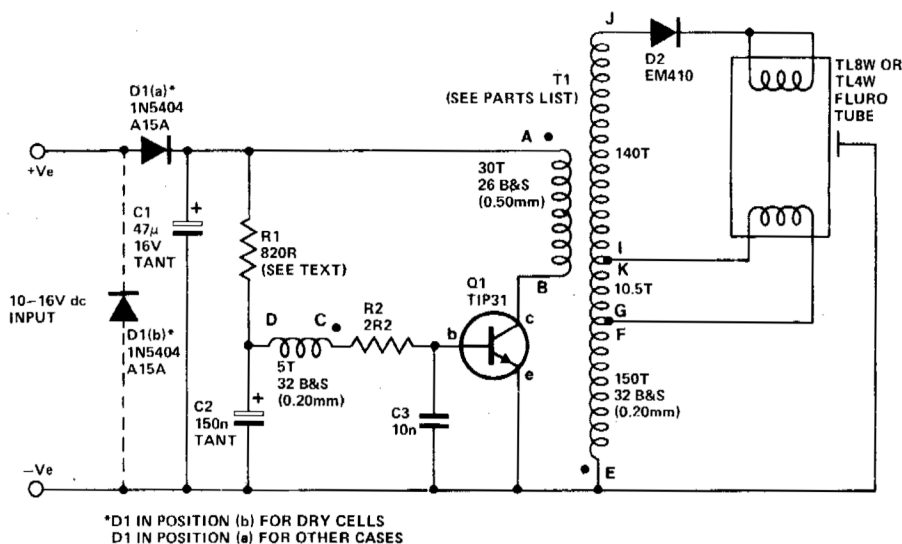 J
D2
EM410
TL8W OR
TL4W
FLURO
TUBE
T1
(SEE PARTS LIST)
D1(a)*
1N5404
A15A
A
+Ve
30T
26 B&S
(0.50mm)
140T
C1
47μ
16V
TANT
+
R1
820R
(SEE TEXT)
B
I
K
10.5T
G
F
Q1
TIP31
10–16V dc
INPUT
D
C
R2
2R2
b
c
e
D1(b)*
1N5404
A15A
5T
32 B&S
(0.20mm)
C2
150n
TANT
+
C3
10n
150T
32 B&S
(0.20mm)
E
–Ve
*D1 IN POSITION (b) FOR DRY CELLS
D1 IN POSITION (a) FOR OTHER CASES